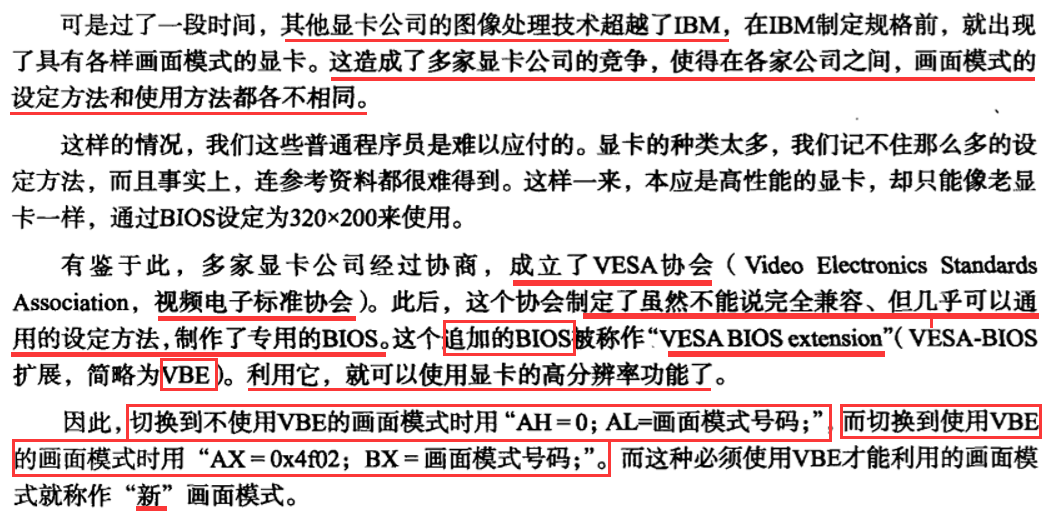 可是过了一段时间，其他显卡公司的图像处理技术超越了IBM，在IBM制定规格前，就出现
了具有各样画面模式的显卡。这造成了多家显卡公司的竞争，使得在各家公司之间，画面模式的
设定方法和使用方法都各不相同。
这样的情况，我们这些普通程序员是难以应付的。显卡的种类太多，我们记不住那么多的设
定方法，而且事实上，连参考资料都很难得到。这样一来，本应是高性能的显卡，却只能像老显
卡一样，通过BIOS设定为320×200来使用。
有鉴于此，多家显卡公司经过协商，成立了VESA协会（Video Electronics Standards
Association，视频电子标准协会）。此后，这个协会制定了虽然不能说完全兼容、但几乎可以通
用的设定方法，制作了专用的BIOS。这个追加的BIOS被称作“VESA BIOS extension”（VESA-BIOS
扩展，简略为VBE）。利用它，就可以使用显卡的高分辨率功能了。
因此，切换到不使用VBE的画面模式时用“AH = 0；AL=画面模式号码；”，而切换到使用VBE
的画面模式时用“AX = 0x4f02；BX = 画面模式号码；”。而这种必须使用VBE才能利用的画面模
式就称作“新”画面模式。